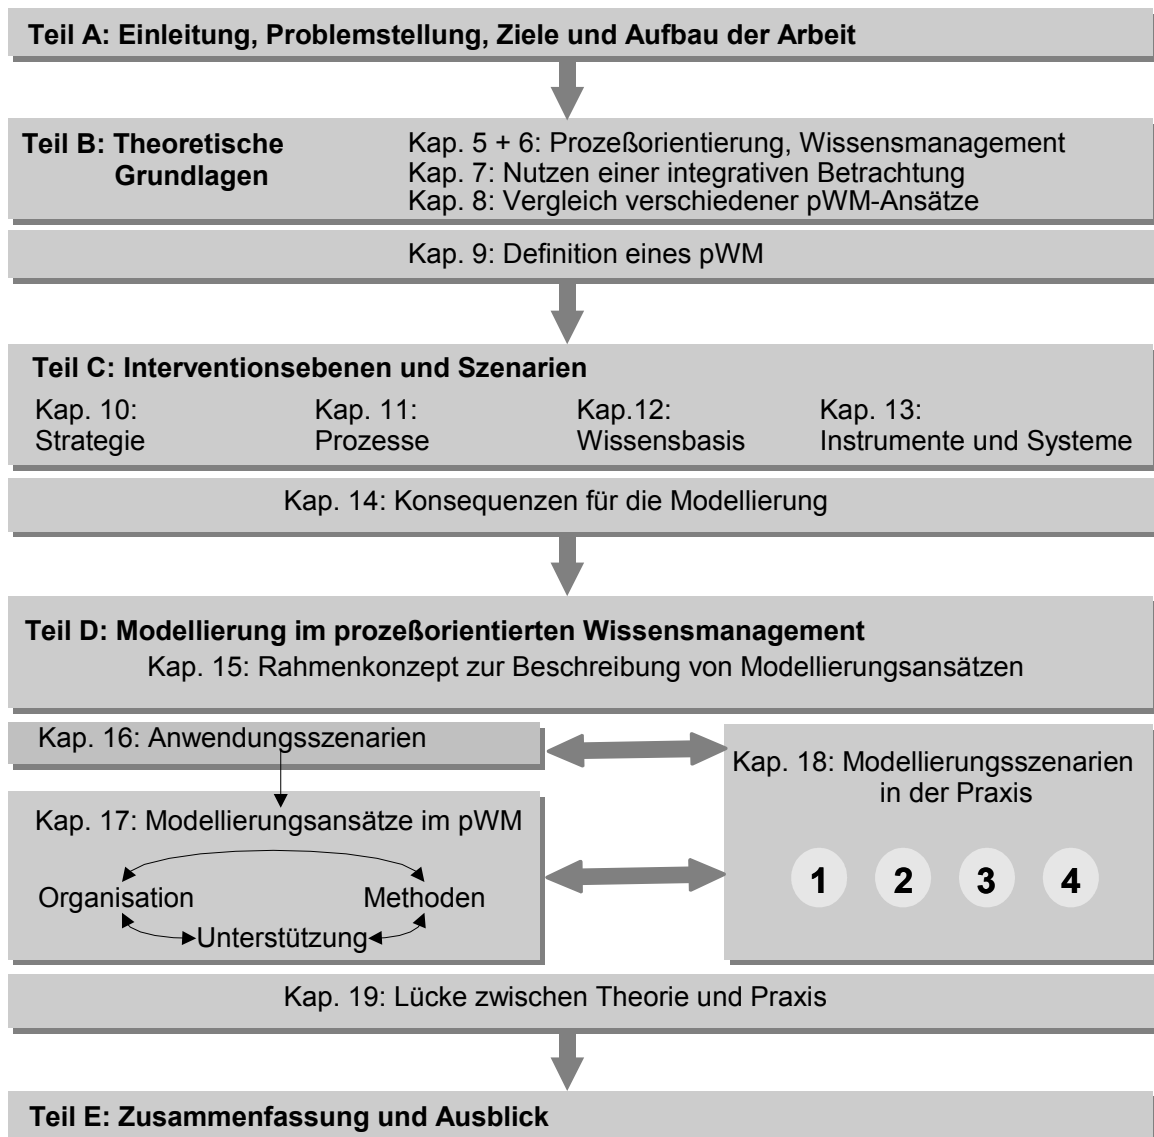 Teil A: Einleitung, Problemstellung, Ziele und Aufbau der Arbeit
Teil B: Theoretische
Grundlagen
Kap. 5 + 6: Prozeßorientierung, Wissensmanagement
Kap. 7: Nutzen einer integrativen Betrachtung
Kap. 8: Vergleich verschiedener pWM-Ansätze
Kap. 9: Definition eines pWM
Teil C: Interventionsebenen und Szenarien
Kap. 10:
Strategie
Kap. 11:
Prozesse
Kap.12:
Wissensbasis
Kap. 13:
Instrumente und Systeme
Kap. 14: Konsequenzen für die Modellierung
Teil D: Modellierung im prozeßorientierten Wissensmanagement
Kap. 15: Rahmenkonzept zur Beschreibung von Modellierungsansätzen
Kap. 16: Anwendungsszenarien
Kap. 17: Modellierungsansätze im pWM
Organisation
Methoden
Unterstützung
Kap. 18: Modellierungsszenarien
in der Praxis
1 2 3 4
Kap. 19: Lücke zwischen Theorie und Praxis
Teil E: Zusammenfassung und Ausblick